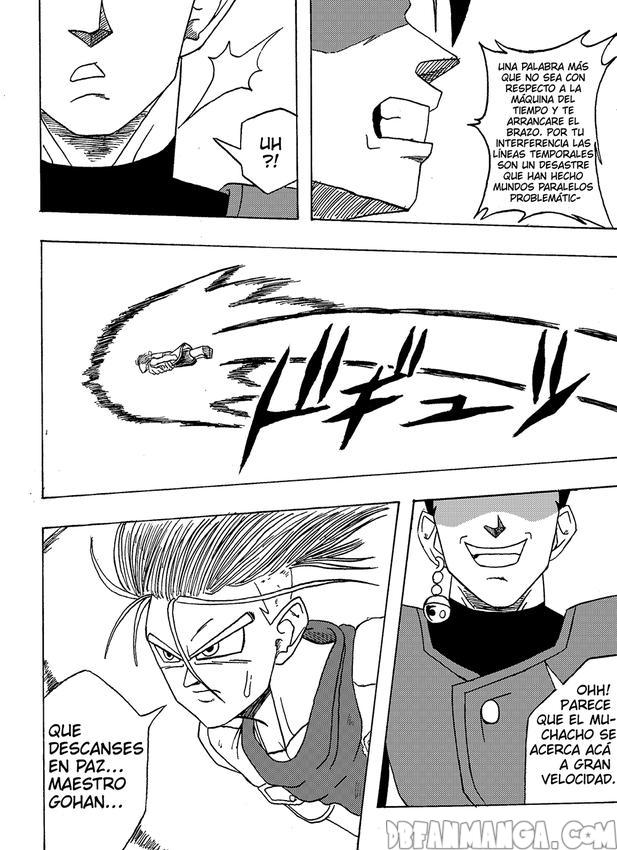 UNA PALABRA MÁS
QUE NO SEA CON
RESPECTO A LA
MÁQUINA DEL
TIEMPO Y TE
ARRANCARE EL
BRAZO. POR TU
INTERFERENCIA LAS
LÍNEAS TEMPORALES
SON UN DESASTRE
QUE HAN HECHO
MUNDOS PARALELOS
PROBLEMÁTIC-
UH
?!
ドギュッ
OHH!
PARECE
QUE EL MU-
CHACHO SE
ACERCA ACÁ
A GRAN
VELOCIDAD.
QUE
DESCANSES
EN PAZ...
MAESTRO
GOHAN...
DBFANMANGA.COM